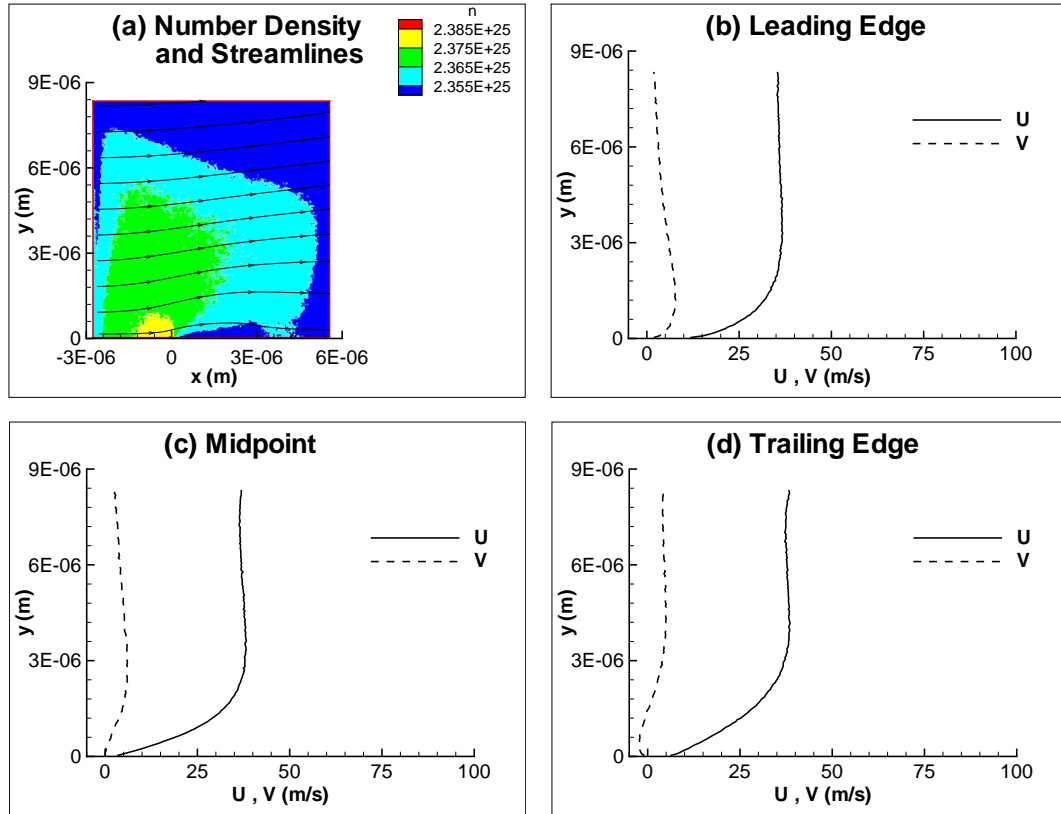 (a) Number Density
and Streamlines
n
2.385E+25
2.375E+25
2.365E+25
2.355E+25
9E-06
6E-06
3E-06
0
y (m)
-3E-06
0
3E-06
6E-06
x (m)
(b) Leading Edge
U
V
9E-06
6E-06
3E-06
0
y (m)
0
25
50
75
100
U , V (m/s)
(c) Midpoint
U
V
9E-06
6E-06
3E-06
0
y (m)
0
25
50
75
100
U , V (m/s)
(d) Trailing Edge
U
V
9E-06
6E-06
3E-06
0
y (m)
0
25
50
75
100
U , V (m/s)